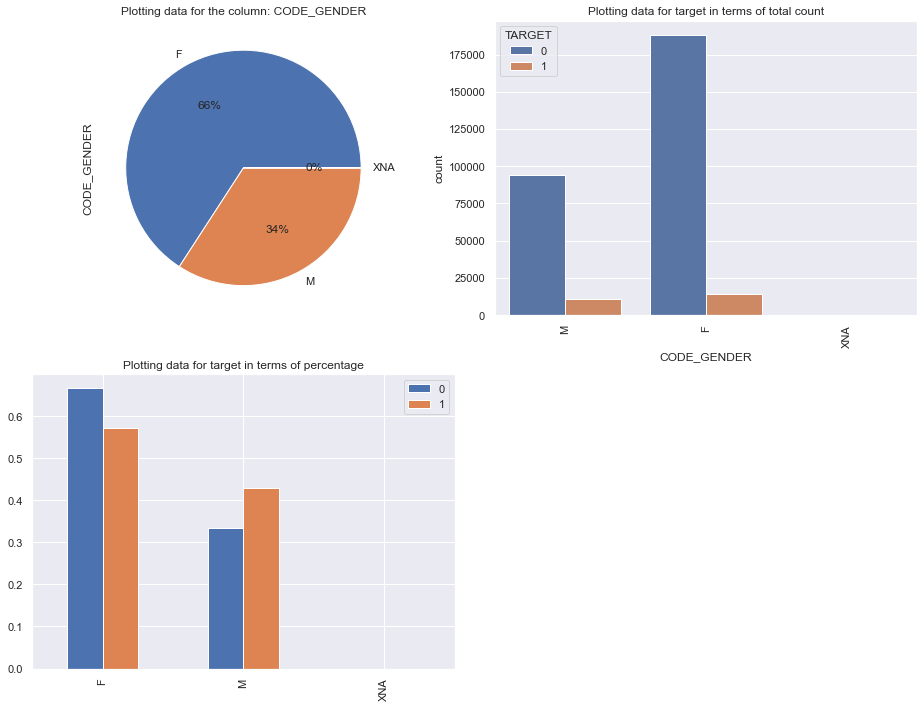 Plotting data for the column: CODE_GENDER
F
66%
CODE_GENDER
0%
XNA
34%
M
Plotting data for target in terms of total count
TARGET
0
1
175000
150000
125000
100000
75000
50000
25000
0
count
M
F
XNA
CODE_GENDER
Plotting data for target in terms of percentage
0
1
0.6
0.5
0.4
0.3
0.2
0.1
0.0
F
M
XNA